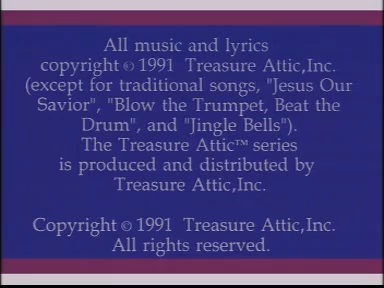 All music and lyrics
copyright © 1991 Treasure Attic,Inc.
(except for traditional songs, "Jesus Our
Savior", "Blow the Trumpet, Beat the
Drum", and "Jingle Bells").
The Treasure Attic™ series
is produced and distributed by
Treasure Attic,Inc.
Copyright © 1991 Treasure Attic,Inc.
All rights reserved.